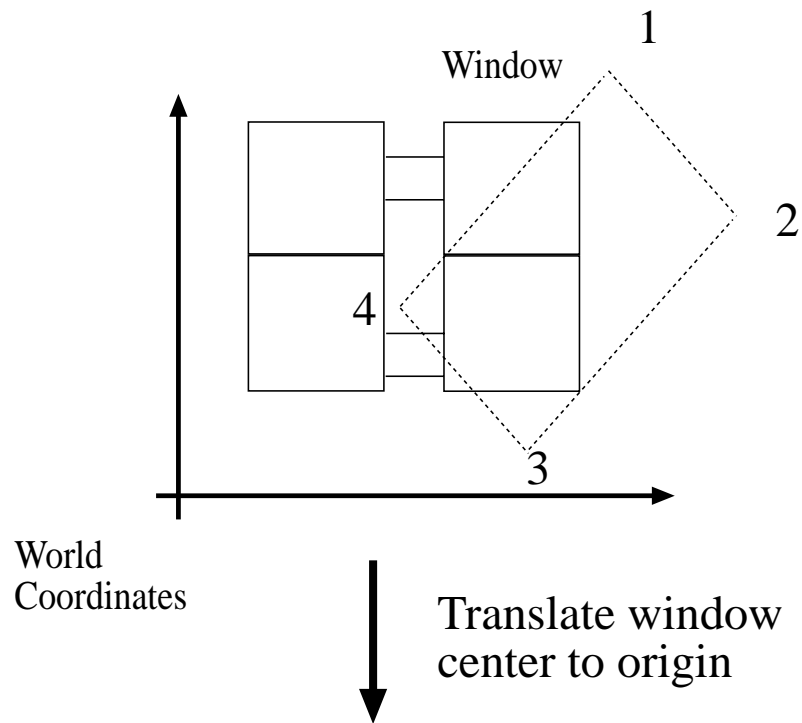 1
Window
2
4
3
World
Coordinates
Translate window
center to origin